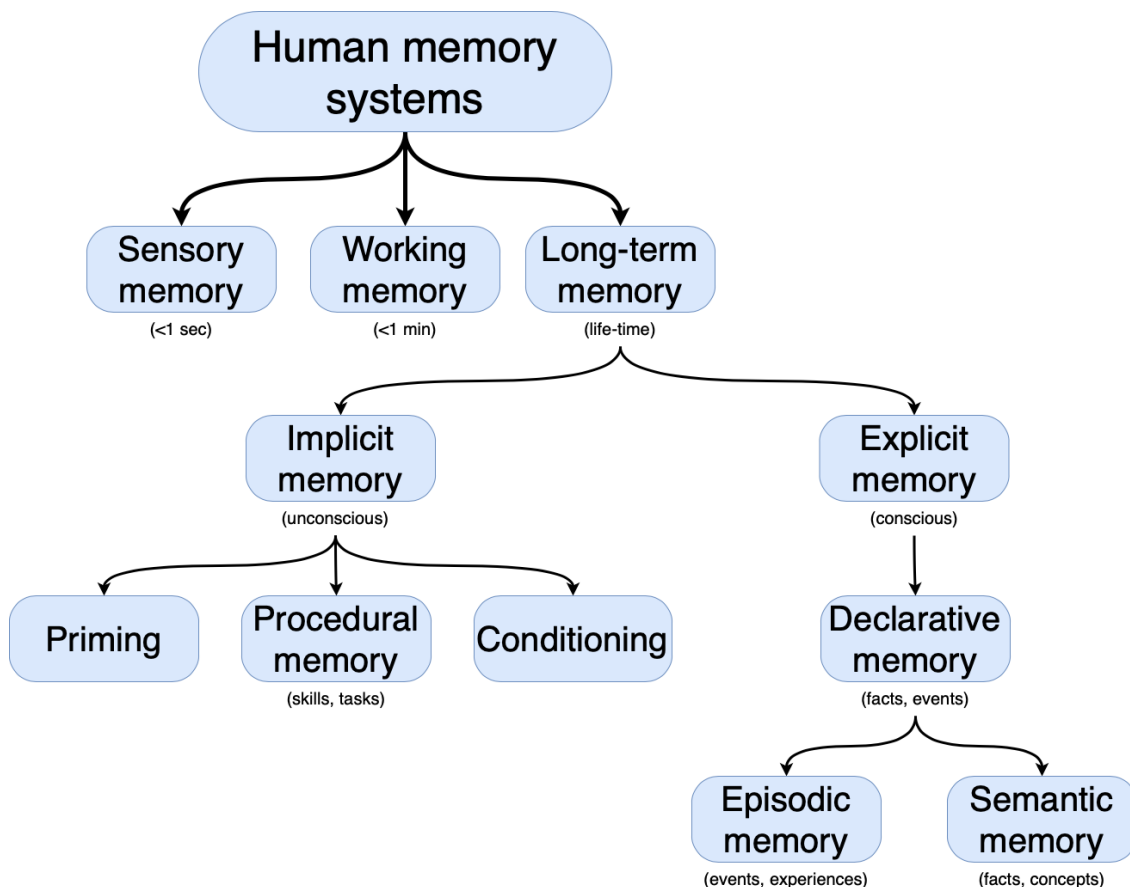 Human memory
systems
Sensory
memory
(<1 sec)
Working
memory
(<1 min)
Long-term
memory
(life-time)
Implicit
memory
(unconscious)
Explicit
memory
(conscious)
Priming
Procedural
memory
(skills, tasks)
Conditioning
Declarative
memory
(facts, events)
Episodic
memory
(events, experiences)
Semantic
memory
(facts, concepts)